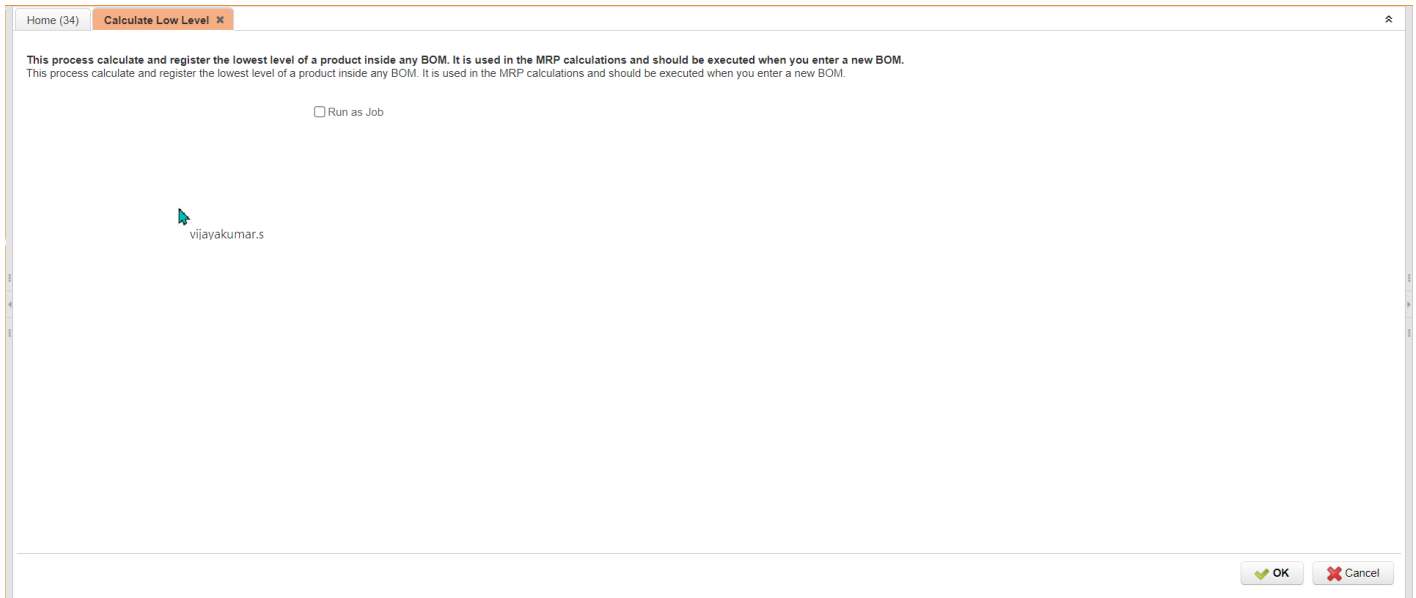 Home (34) Calculate Low Level
This process calculate and register the lowest level of a product inside any BOM. It is used in the MRP calculations and should be executed when you enter a new BOM.
This process calculate and register the lowest level of a product inside any BOM. It is used in the MRP calculations and should be executed when you enter a new BOM.
Run as Job
vijayakumar.s
OK Cancel